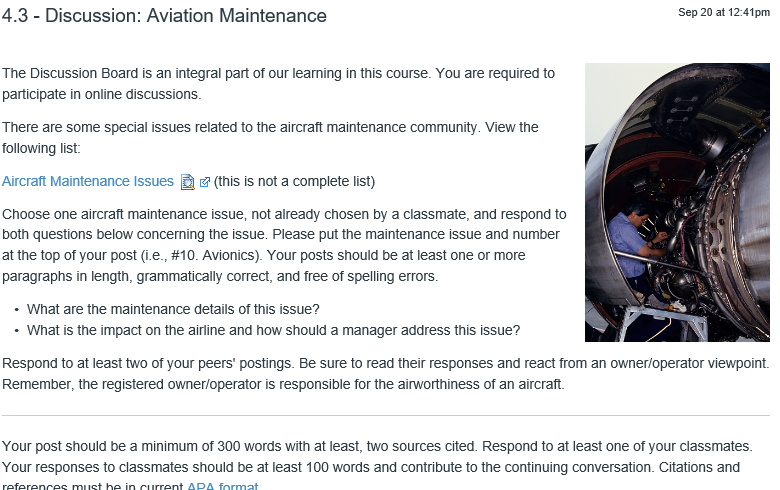 4.3 - Discussion: Aviation Maintenance
Sep 20 at 12:41pm
The Discussion Board is an integral part of our learning in this course. You are required to
participate in online discussions.
There are some special issues related to the aircraft maintenance community. View the
following list:
Aircraft Maintenance Issues (this is not a complete list)
Choose one aircraft maintenance issue, not already chosen by a classmate, and respond to
both questions below concerning the issue. Please put the maintenance issue and number
at the top of your post (i.e., #10. Avionics). Your posts should be at least one or more
paragraphs in length, grammatically correct, and free of spelling errors.
• What are the maintenance details of this issue?
• What is the impact on the airline and how should a manager address this issue?
Respond to at least two of your peers' postings. Be sure to read their responses and react from an owner/operator viewpoint.
Remember, the registered owner/operator is responsible for the airworthiness of an aircraft.
Your post should be a minimum of 300 words with at least, two sources cited. Respond to at least one of your classmates.
Your responses to classmates should be at least 100 words and contribute to the continuing conversation. Citations and
references must be in current APA format